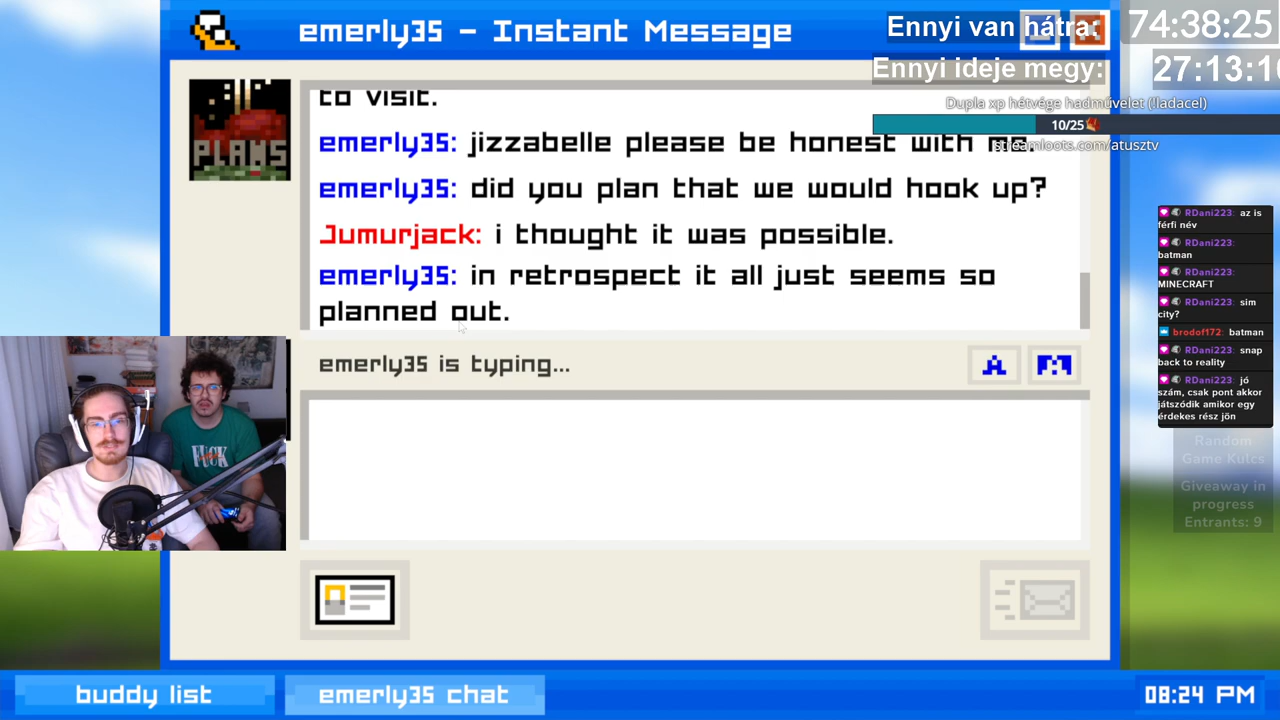 emerly35 - Instant Message
Ennyi van hátra:
74:38:25
Ennyi ideje megy:
27:13:1
Dupla xp hétvége hadművelet (!ladacel)
10/25
streamloots.com/atusztv
PLANS
to visit.
emerly35: jizzabelle please be honest with me.
emerly35: did you plan that we would hook up?
Jumurjack: i thought it was possible.
emerly35: in retrospect it all just seems so
planned out.
emerly35 is typing...
A
RDani223: az is
férfi név
RDani223:
batman
RDani223:
MINECRAFT
RDani223: sim
city?
brodof172: batman
RDani223: snap
back to reality
RDani223: jó
szám, csak pont akkor
játszódik amikor egy
érdekes rész jön
Random
Game Kulcs
Giveaway in
progress
Entrants: 9
buddy list
emerly35 chat
08:24 PM